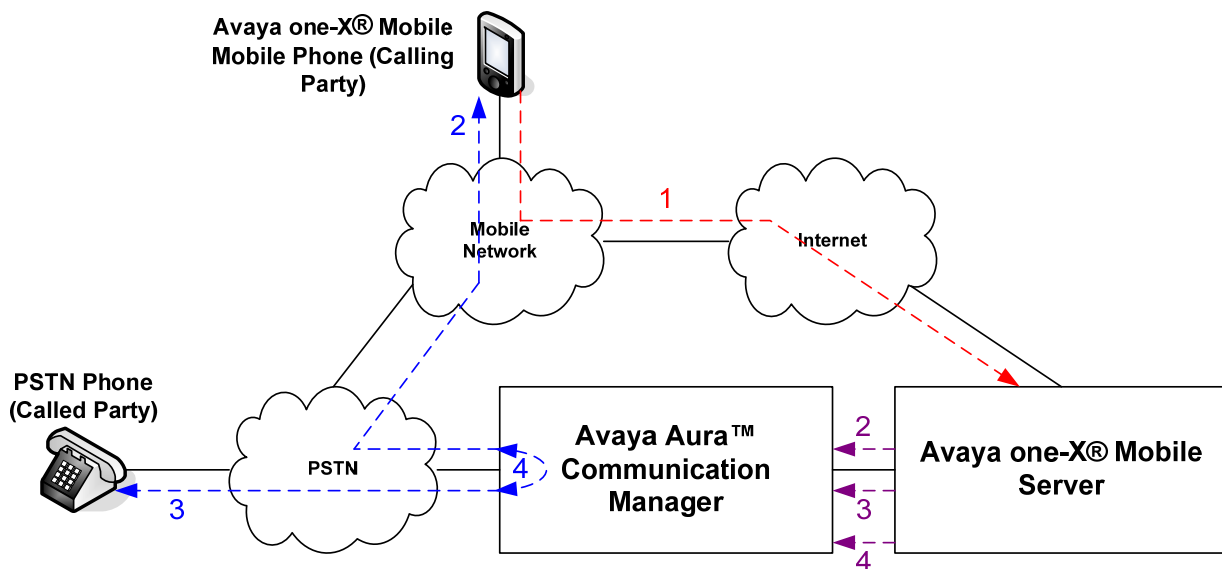 Avaya one-X® Mobile
Mobile Phone (Calling
Party)
2
1
Mobile
Network
Internet
PSTN Phone
(Called Party)
PSTN
4
3
Avaya Aura™
Communication
Manager
2
3
4
Avaya one-X® Mobile
Server